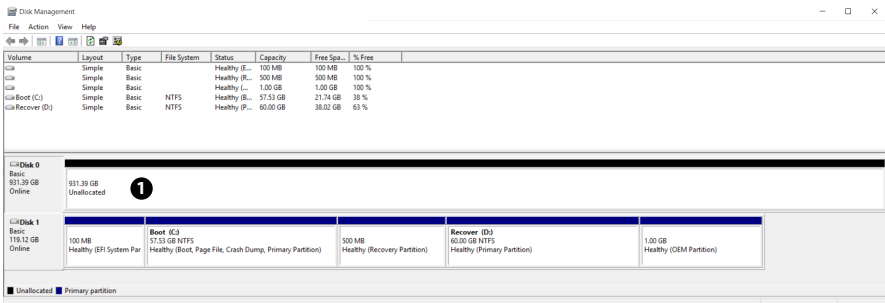 Disk Management
File Action View Help
Volume Layout Type File System Status Capacity Free Spa... % Free
Simple Basic Healthy (E... 100 MB 100 MB 100 %
Simple Basic Healthy (R... 500 MB 500 MB 100 %
Simple Basic Healthy (... 1.00 GB 1.00 GB 100 %
Boot (C:) Simple Basic NTFS Healthy (B... 57.53 GB 21.74 GB 38 %
Recover (D:) Simple Basic NTFS Healthy (P... 60.00 GB 38.02 GB 63 %
Disk 0
Basic
931.39 GB
Online
931.39 GB
Unallocated
1
Disk 1
Basic
119.12 GB
Online
100 MB
Healthy (EFI System Par
Boot (C:)
57.53 GB NTFS
Healthy (Boot, Page File, Crash Dump, Primary Partition)
500 MB
Healthy (Recovery Partition)
Recover (D:)
60.00 GB NTFS
Healthy (Primary Partition)
1.00 GB
Healthy (OEM Partition)
Unallocated Primary partition